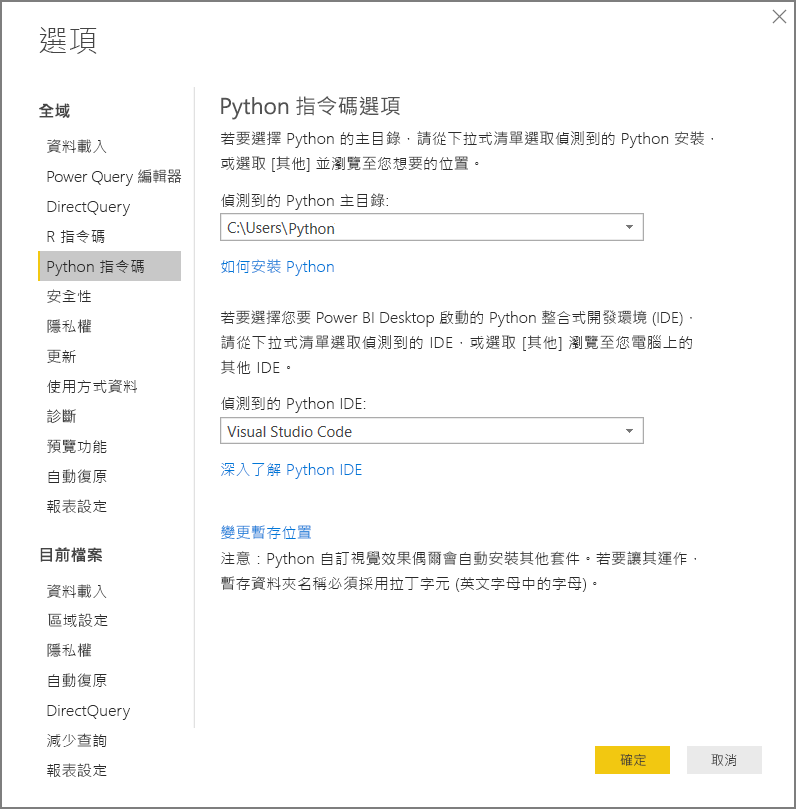 選項
全域
資料載入
Power Query 編輯器
DirectQuery
R 指令碼
Python 指令碼
安全性
隱私權
更新
使用方式資料
診斷
預覽功能
自動復原
報表設定
目前檔案
資料載入
區域設定
隱私權
自動復原
DirectQuery
減少查詢
報表設定
Python 指令碼選項
若要選擇 Python 的主目錄，請從下拉式清單選取偵測到的 Python 安裝，
或選取 [其他] 並瀏覽至您想要的位置。
偵測到的 Python 主目錄:
C:\Users\Python
如何安裝 Python
若要選擇您要 Power BI Desktop 啟動的 Python 整合式開發環境 (IDE)，
請從下拉式清單選取偵測到的 IDE，或選取 [其他] 瀏覽至您電腦上的
其他 IDE。
偵測到的 Python IDE:
Visual Studio Code
深入了解 Python IDE
變更暫存位置
注意：Python 自訂視覺效果偶爾會自動安裝其他套件。若要讓其運作，
暫存資料夾名稱必須採用拉丁字元 (英文字母中的字母)。
確定
取消